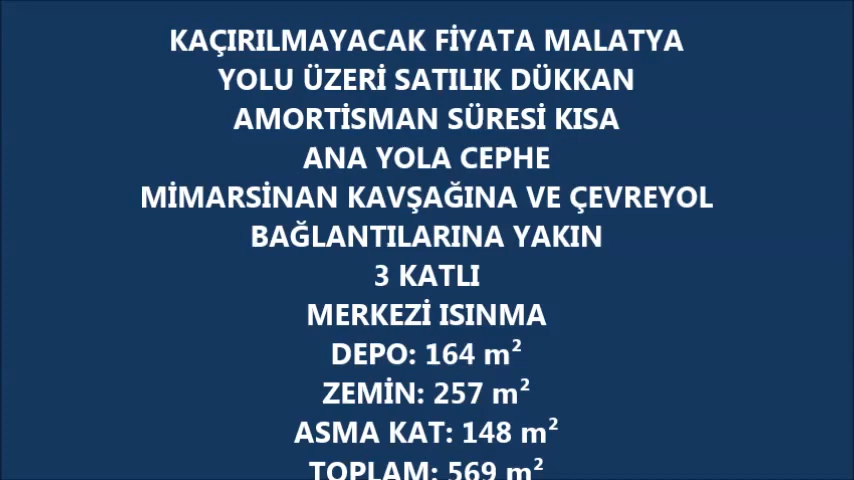 KAÇIRILMAYACAK FİYATA MALATYA
YOLU ÜZERİ SATILIK DÜKKAN
AMORTİSMAN SÜRESİ KISA
ANA YOLA CEPHE
MİMARSİNAN KAVŞAĞINA VE ÇEVREYOL
BAĞLANTILARINA YAKIN
3 KATLI
MERKEZİ ISINMA
DEPO: 164 m²
ZEMİN: 257 m²
ASMA KAT: 148 m²
TOPLAM: 569 m²